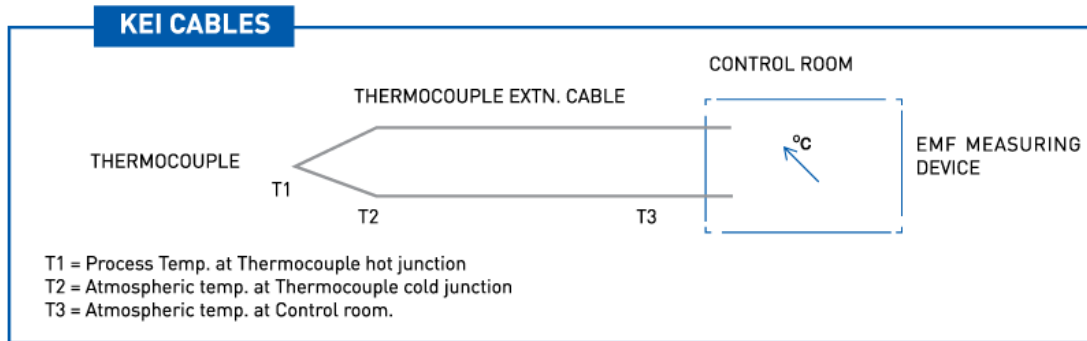 KEI CABLES
CONTROL ROOM
THERMOCOUPLE EXTN. CABLE
°C
THERMOCOUPLE
EMF MEASURING
DEVICE
T1
T2
T3
T1 = Process Temp. at Thermocouple hot junction
T2 = Atmospheric temp. at Thermocouple cold junction
T3 = Atmospheric temp. at Control room.